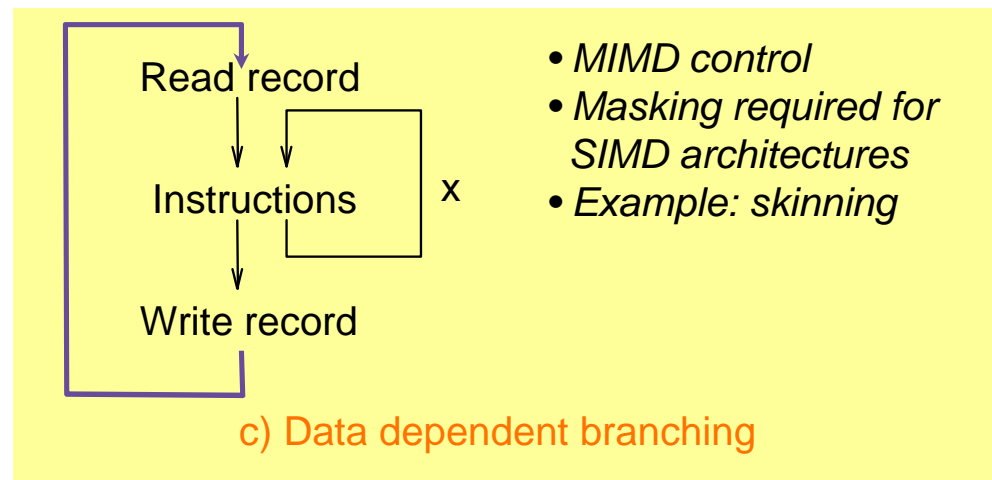 Read record
Instructions
x
Write record
• MIMD control
• Masking required for
SIMD architectures
• Example: skinning
c) Data dependent branching